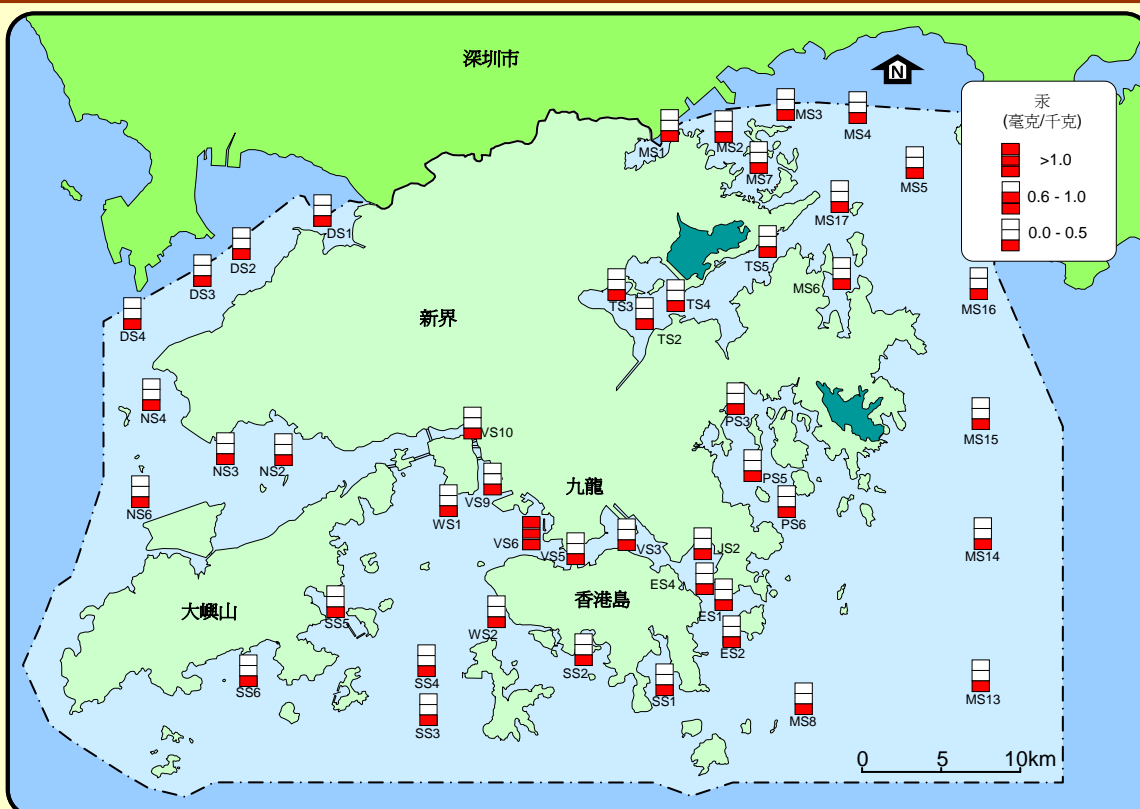 深圳市
N
汞
(毫克/千克)
>1.0
0.6 - 1.0
0.0 - 0.5
MS1
MS2
MS3
MS4
MS5
MS7
MS17
DS1
DS2
DS3
DS4
TS5
TS3
TS4
TS2
MS6
MS16
新界
NS4
NS3
NS2
NS6
VS10
VS9
WS1
九龍
PS3
PS5
PS6
MS15
VS6
VS5
VS3
JS2
MS14
ES4
ES1
ES2
香港島
大嶼山
SS5
WS2
SS6
SS4
SS3
SS2
SS1
MS8
MS13
0 5 10km